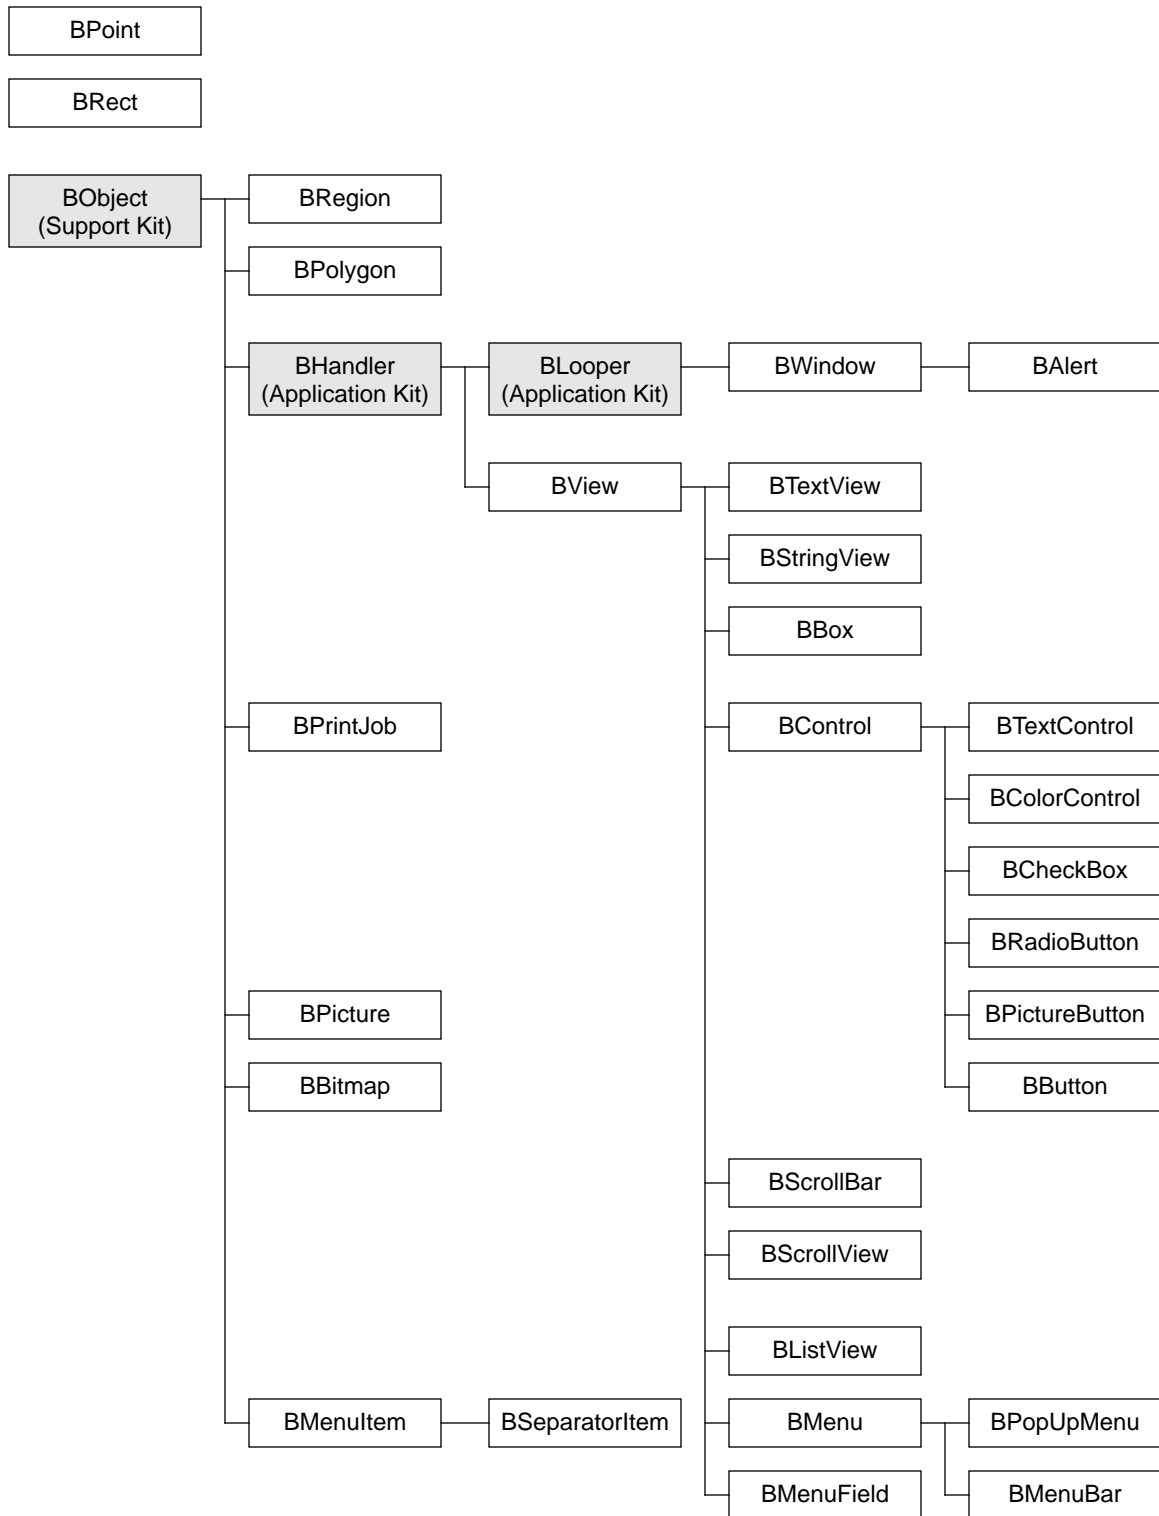 BPoint
BRect
BObject
(Support Kit)
BRegion
BPolygon
BHandler
(Application Kit)
BLooper
(Application Kit)
BWindow
BAlert
BView
BTextView
BStringView
BBox
BPrintJob
BControl
BTextControl
BColorControl
BCheckBox
BRadioButton
BPicture
BPictureButton
BBitmap
BButton
BScrollBar
BScrollView
BListView
BMenuItem
BSeparatorItem
BMenu
BPopUpMenu
BMenuField
BMenuBar